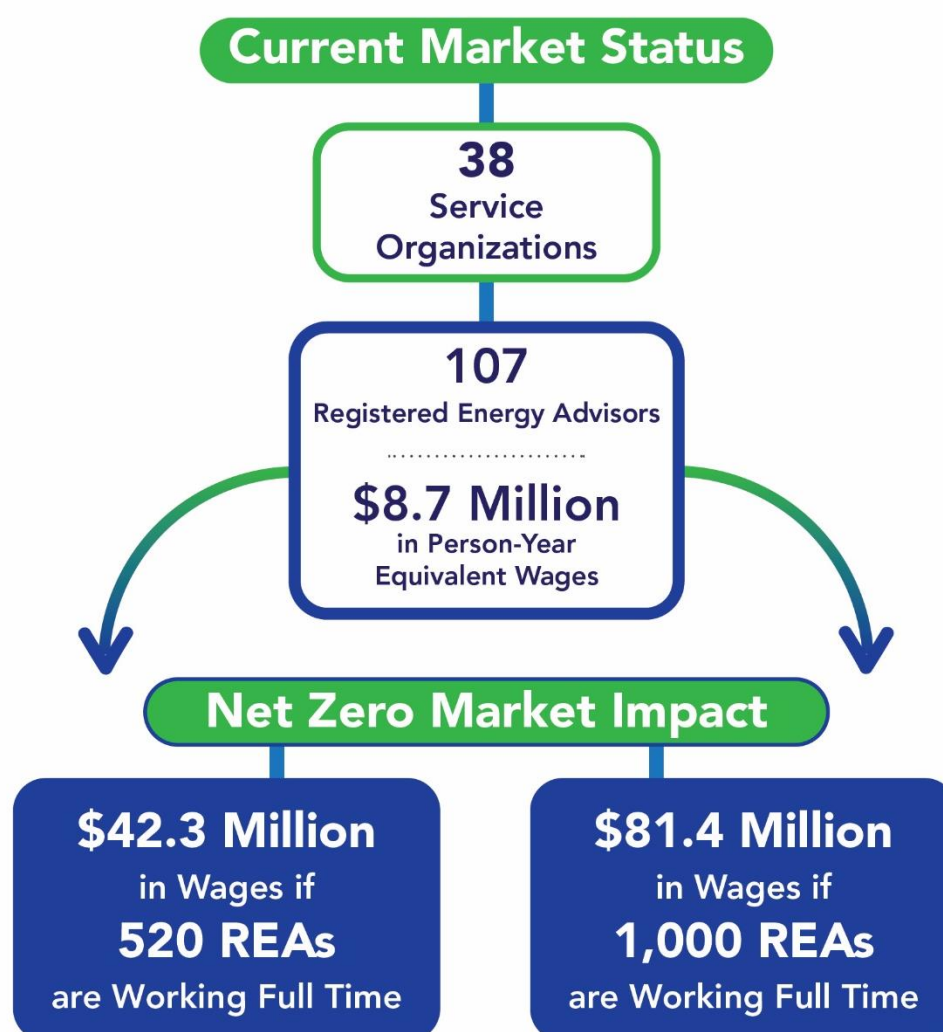 Current Market Status
38
Service
Organizations
107
Registered Energy Advisors
$8.7 Million
in Person-Year
Equivalent Wages
Net Zero Market Impact
$42.3 Million
in Wages if
520 REAs
are Working Full Time
$81.4 Million
in Wages if
1,000 REAs
are Working Full Time